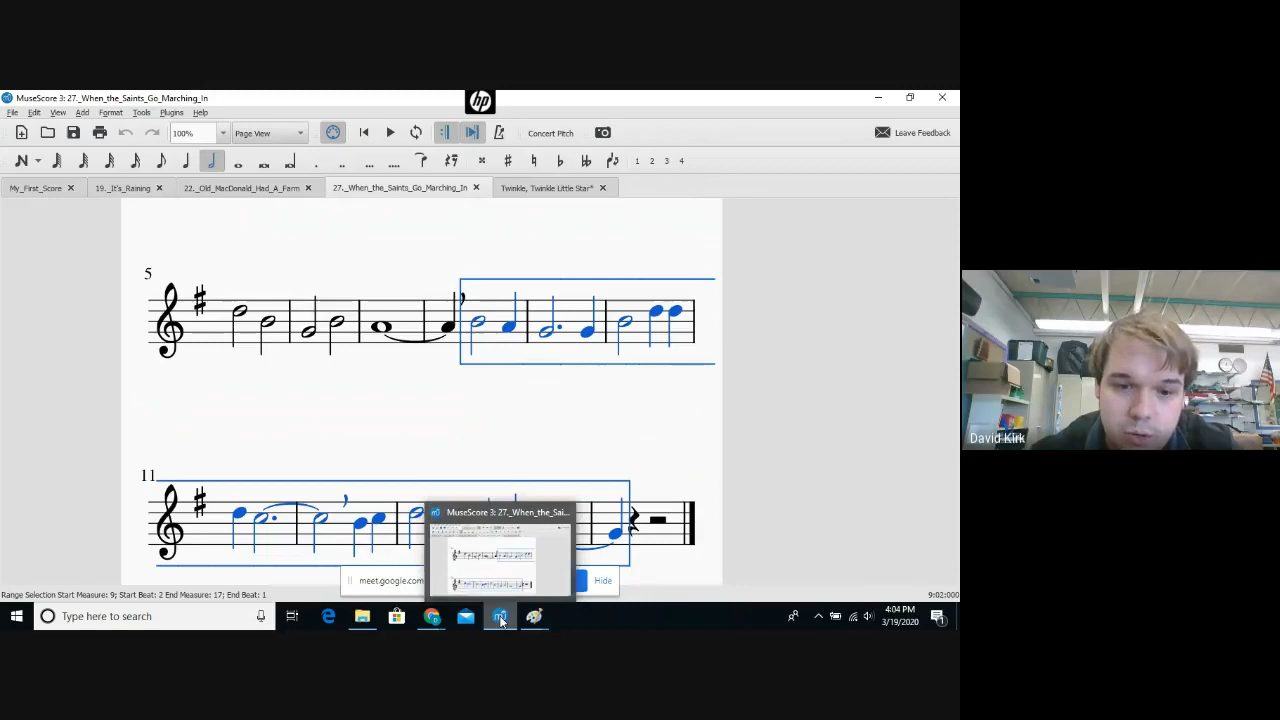 MuseScore 3: 27._When_the_Saints_Go_Marching_In
hp
File Edit View Add Format Tools Plugins Help
100% Page View Concert Pitch Leave Feedback
1 2 3 4
My_First_Score 19._It's_Raining 22._Old_MacDonald_Had_A_Farm 27._When_the_Saints_Go_Marching_In Twinkle, Twinkle Little Star*
5
David Kirk
11
MuseScore 3: 27._When_the_Sai...
meet.google.com
Hide
Range Selection Start Measure: 9; Start Beat: 2 End Measure: 17; End Beat: 1
9:02:000
Type here to search
4:04 PM
3/19/2020
1